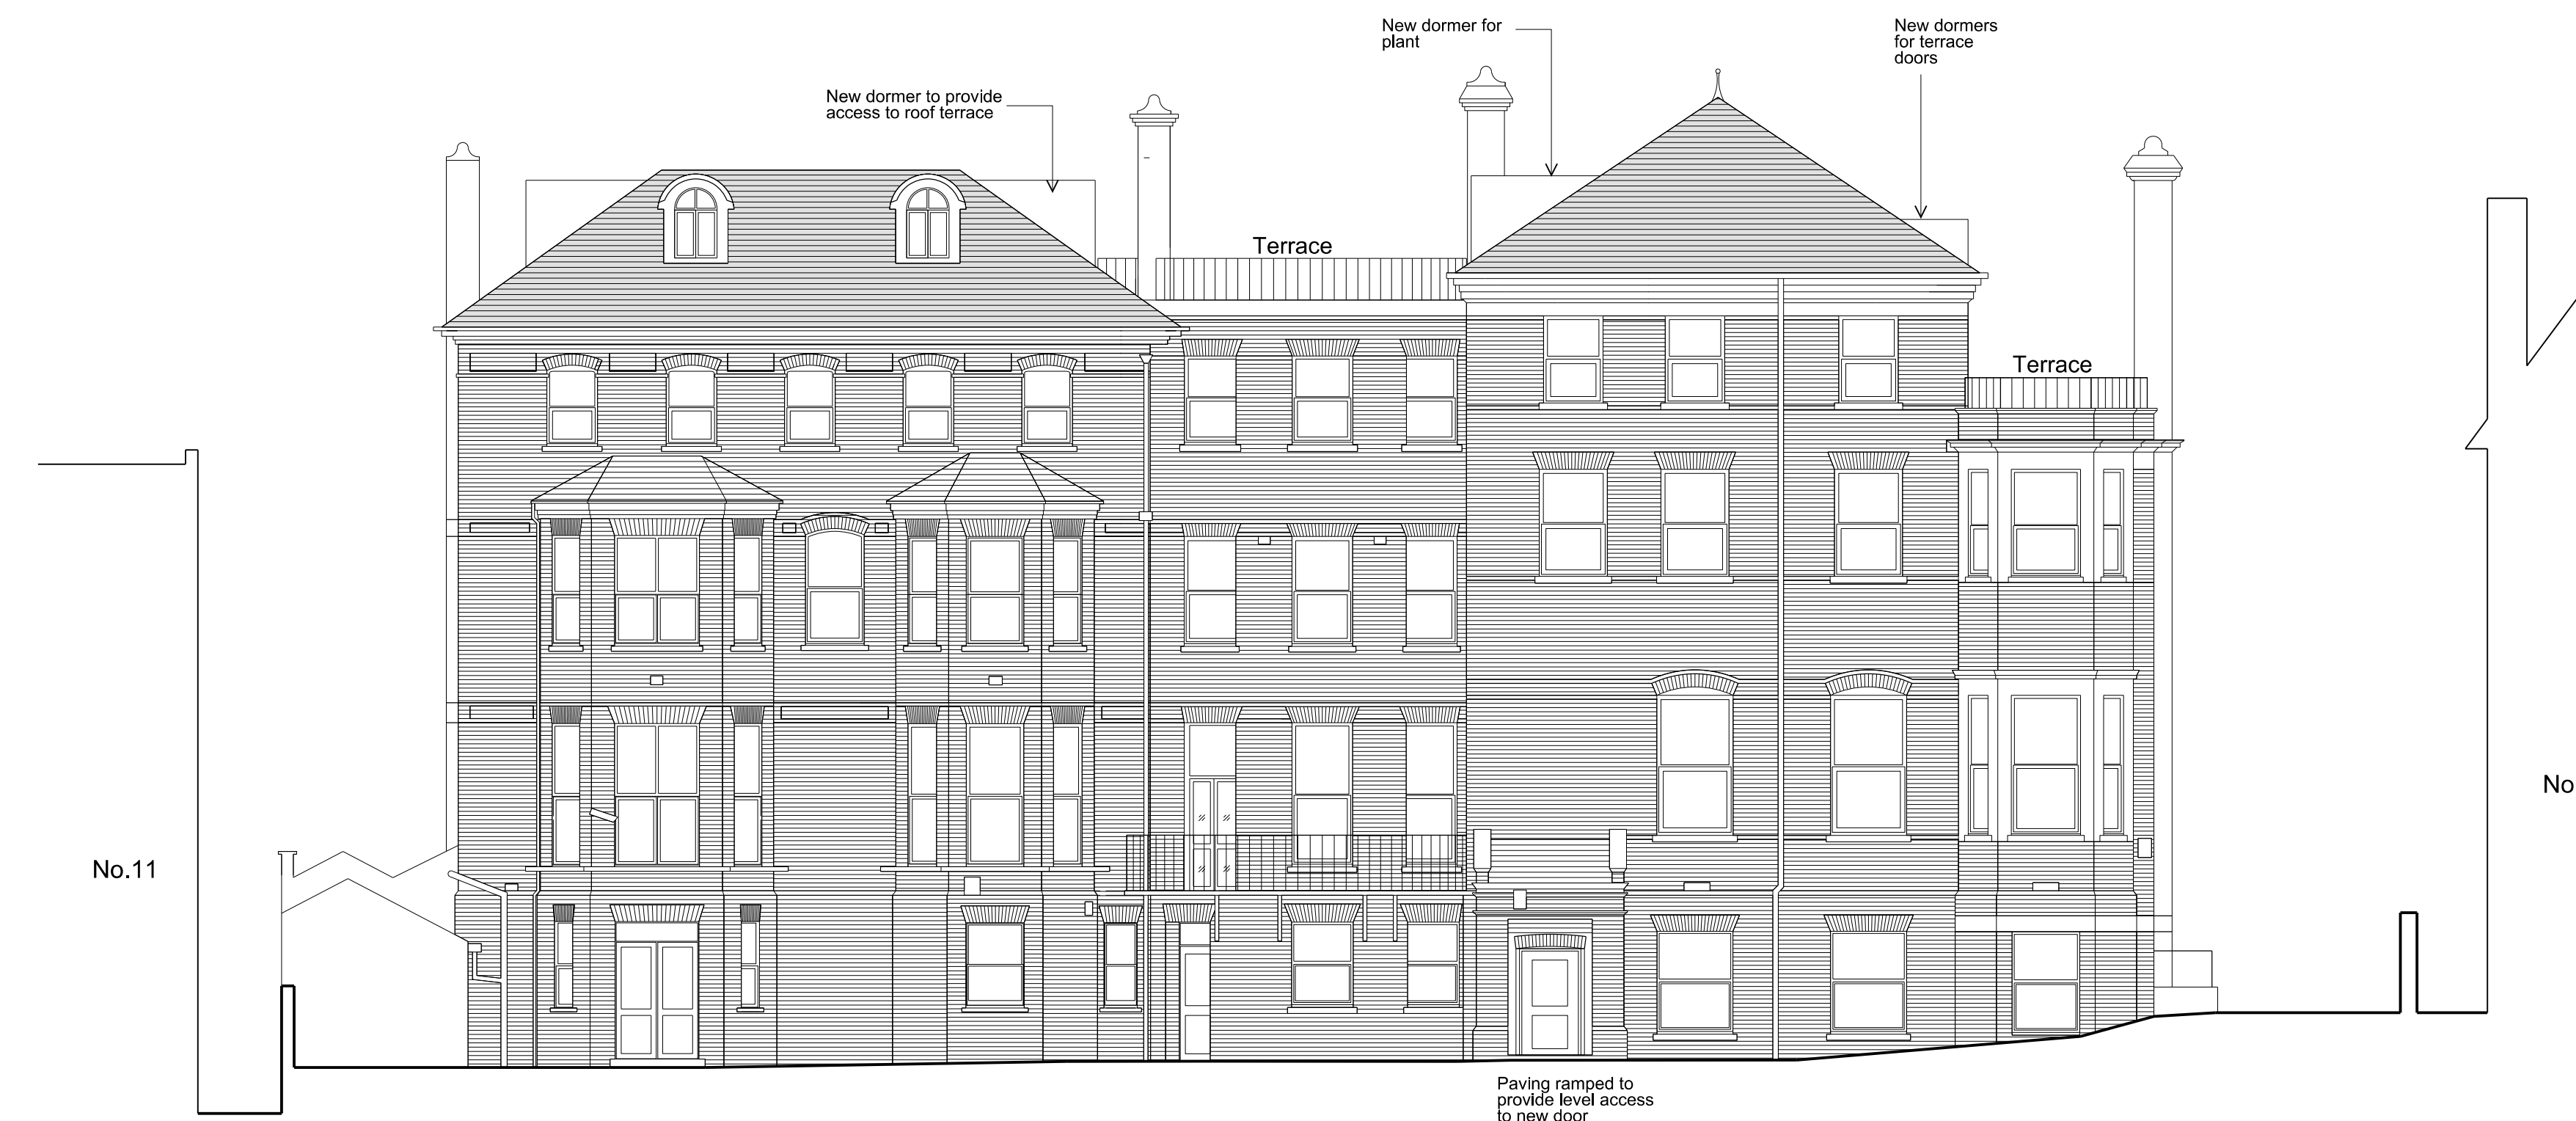 New dormer for
plant
New dormers
for terrace
doors
New dormer to provide
access to roof terrace
Terrace
Terrace
No
No.11
Paving ramped to
provide level access
to new door